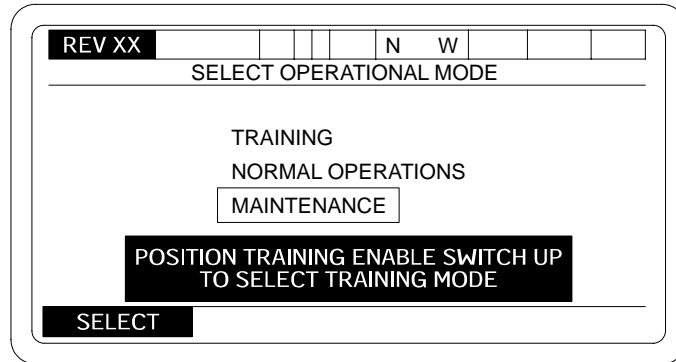 REV XX N W
SELECT OPERATIONAL MODE
TRAINING
NORMAL OPERATIONS
MAINTENANCE
POSITION TRAINING ENABLE SWITCH UP
TO SELECT TRAINING MODE
SELECT